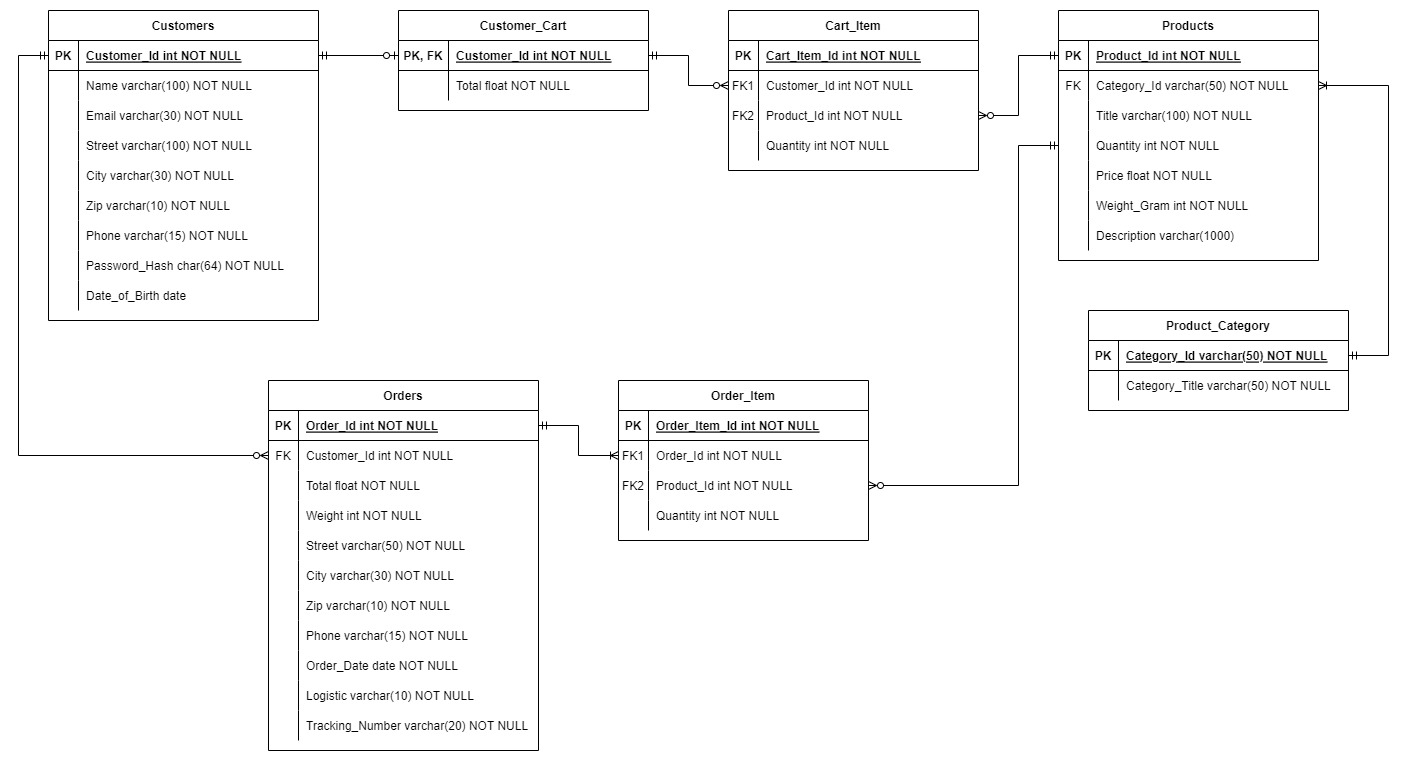 Customers
PK Customer_Id int NOT NULL
Name varchar(100) NOT NULL
Email varchar(30) NOT NULL
Street varchar(100) NOT NULL
City varchar(30) NOT NULL
Zip varchar(10) NOT NULL
Phone varchar(15) NOT NULL
Password_Hash char(64) NOT NULL
Date_of_Birth date
Customer_Cart
PK, FK Customer_Id int NOT NULL
Total float NOT NULL
Cart_Item
PK Cart_Item_Id int NOT NULL
FK1 Customer_Id int NOT NULL
FK2 Product_Id int NOT NULL
Quantity int NOT NULL
Products
PK Product_Id int NOT NULL
FK Category_Id varchar(50) NOT NULL
Title varchar(100) NOT NULL
Quantity int NOT NULL
Price float NOT NULL
Weight_Gram int NOT NULL
Description varchar(1000)
Product_Category
PK Category_Id varchar(50) NOT NULL
Category_Title varchar(50) NOT NULL
Orders
PK Order_Id int NOT NULL
FK Customer_Id int NOT NULL
Total float NOT NULL
Weight int NOT NULL
Street varchar(50) NOT NULL
City varchar(30) NOT NULL
Zip varchar(10) NOT NULL
Phone varchar(15) NOT NULL
Order_Date date NOT NULL
Logistic varchar(10) NOT NULL
Tracking_Number varchar(20) NOT NULL
Order_Item
PK Order_Item_Id int NOT NULL
FK1 Order_Id int NOT NULL
FK2 Product_Id int NOT NULL
Quantity int NOT NULL